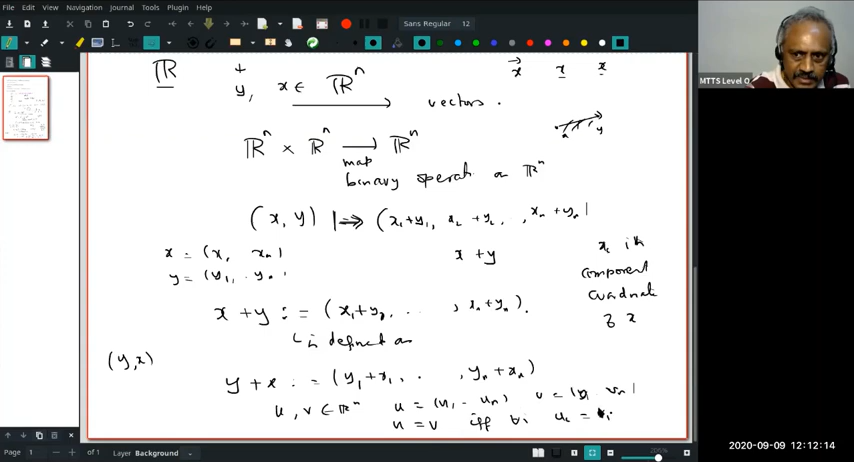 File Edit View Navigation Journal Tools Plugin Help
Sans Regular 12
ℝ + y, x ∈ ℝⁿ x⃗ x x
vectors.
ℝⁿ × ℝⁿ ⟶ ℝⁿ
map
binary operati on ℝⁿ
(x, y) ⟼ (x₁+y₁, x₂+y₂, .. , xₙ+yₙ)
x = (x₁ xₙ)
y = (y₁, .. yₙ)
x + y
xᵢ ith
component
coordinate
of x
x + y := (x₁+y₁, .. . , xₙ+yₙ).
is defined as
(y, x)
y + x := (y₁+x₁, . . , yₙ+xₙ)
u, v ∈ ℝⁿ u = (u₁ .. uₙ) v = (v₁ .. vₙ)
u = v iff ∀i uᵢ = vᵢ
MTTS Level O
2020-09-09 12:12:14
Page 1 of 1 Layer Background